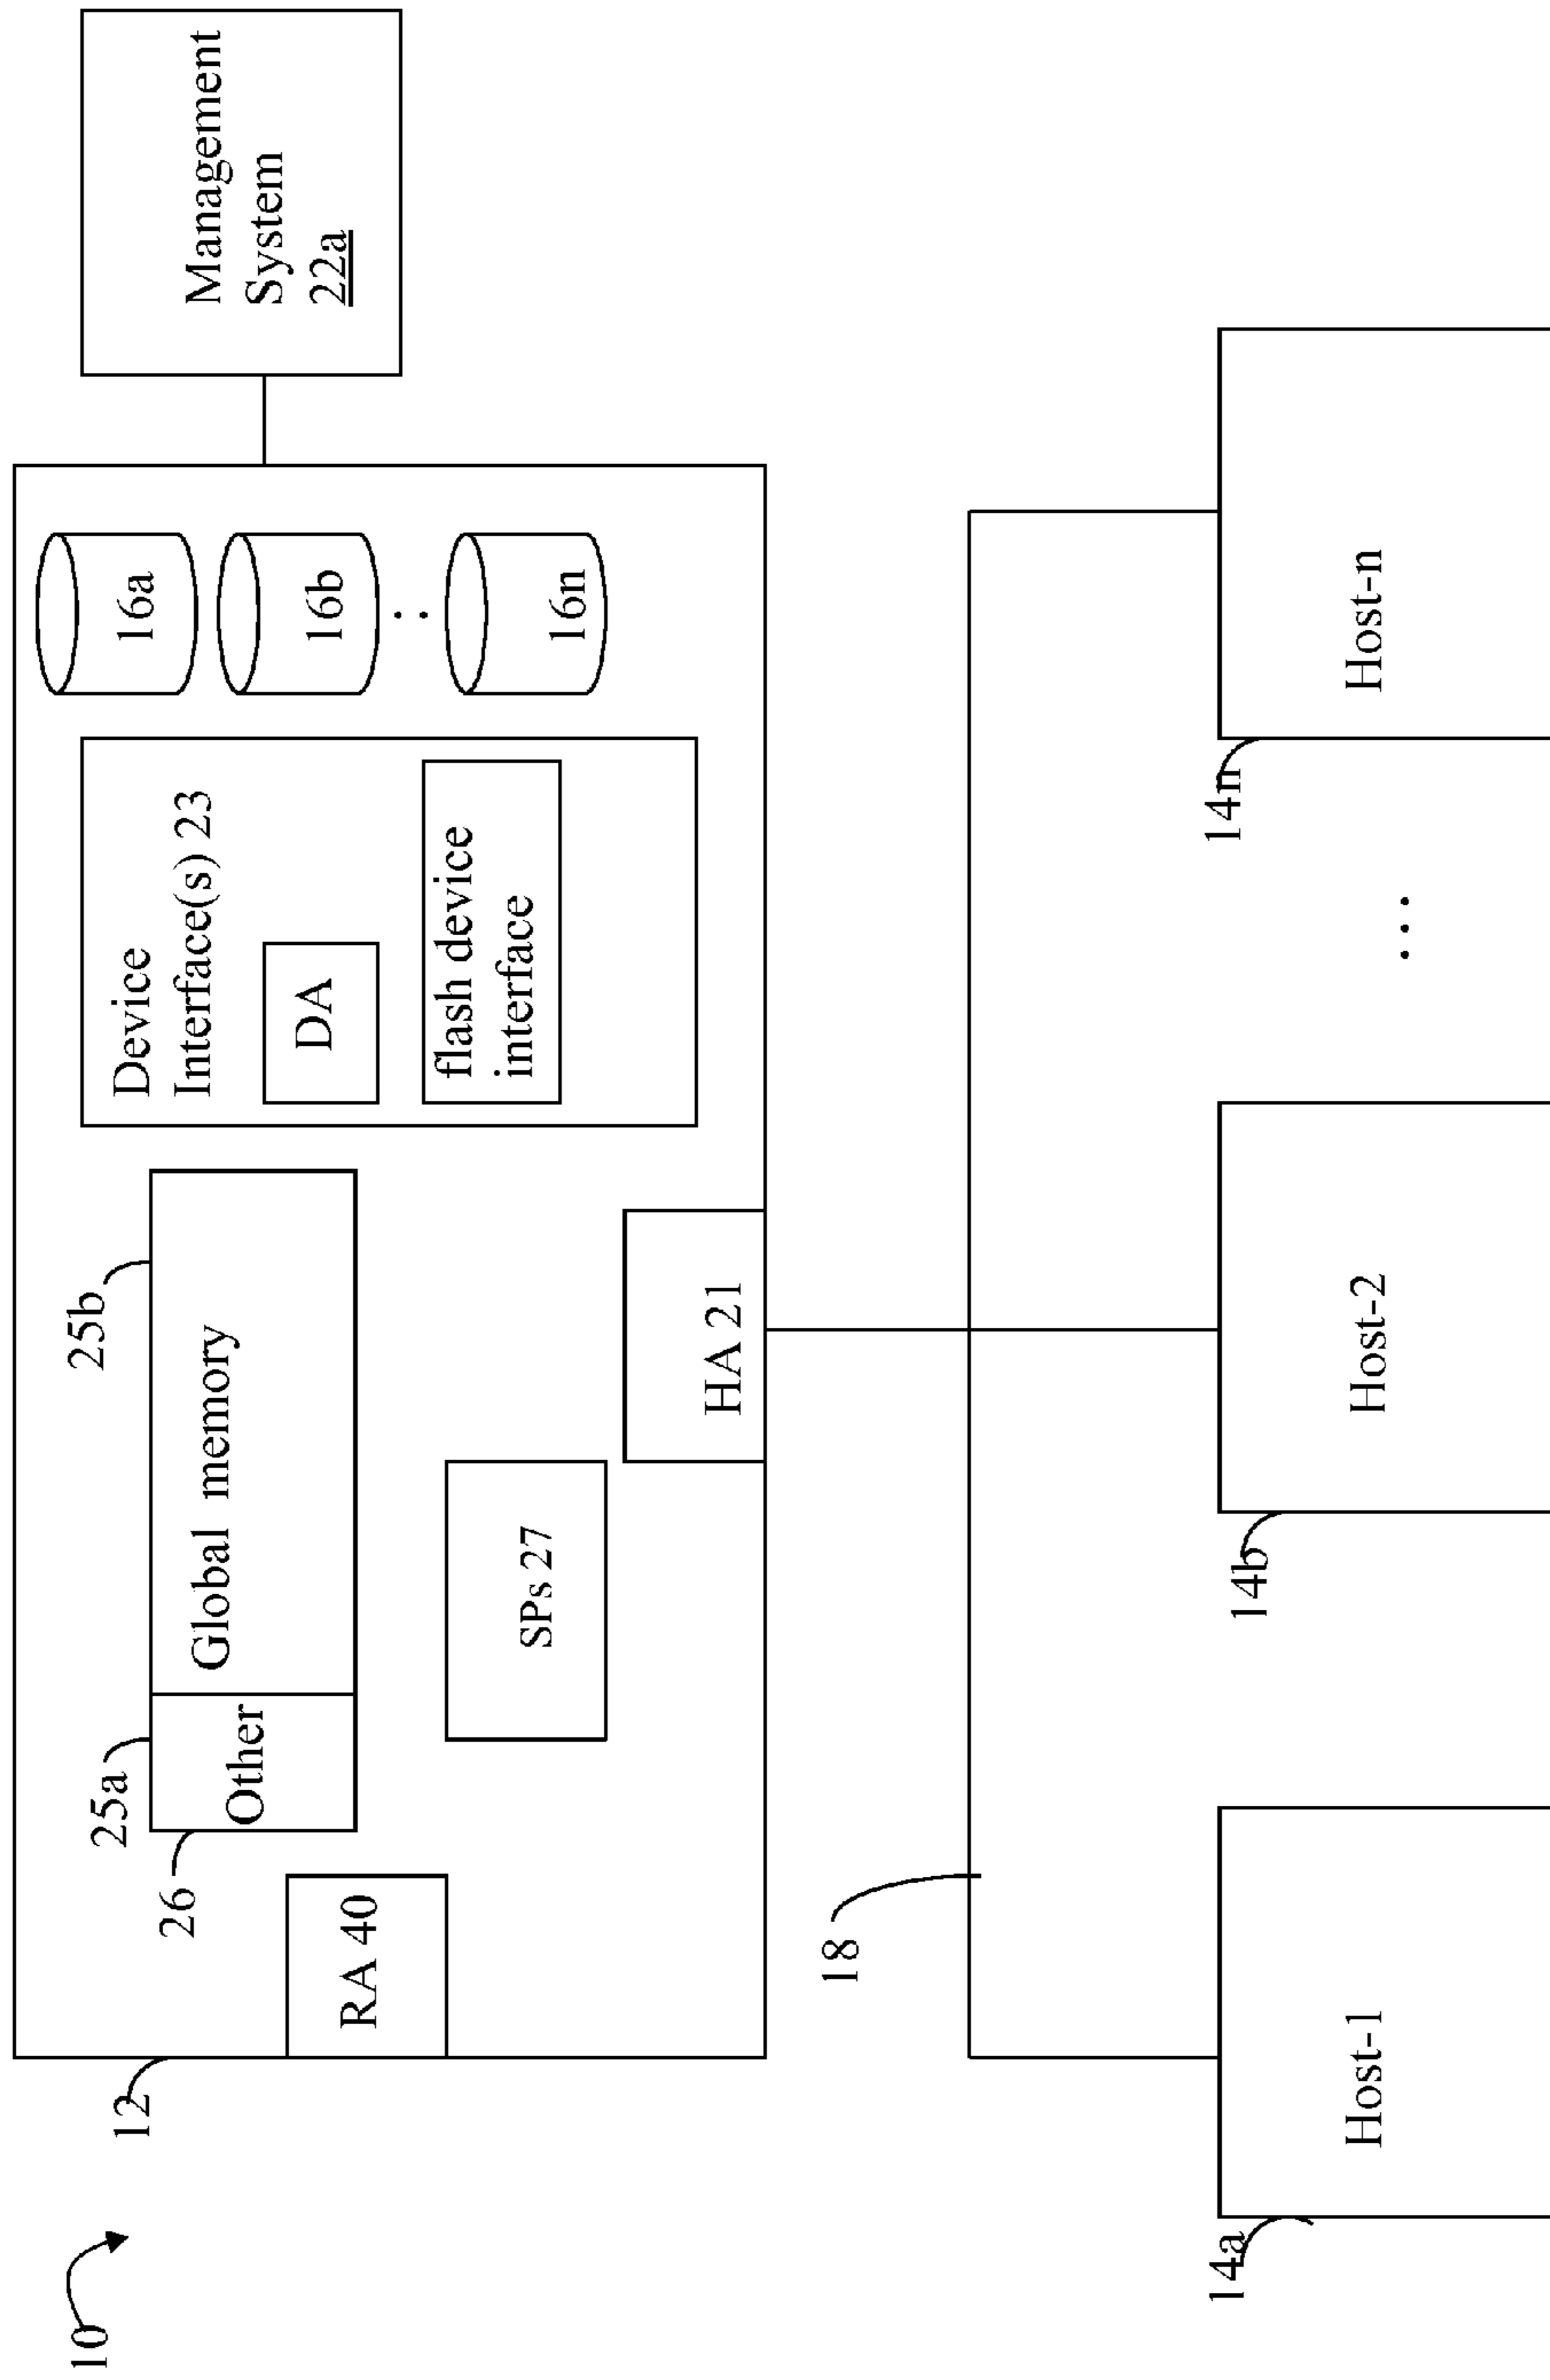 10
12
RA 40
26
25a
Other
Global memory
25b
SPs 27
HA 21
Device
Interface(s) 23
DA
flash device
interface
16a
16b
16n
Management
System
22a
18
14a
Host-1
14b
Host-2
14n
Host-n